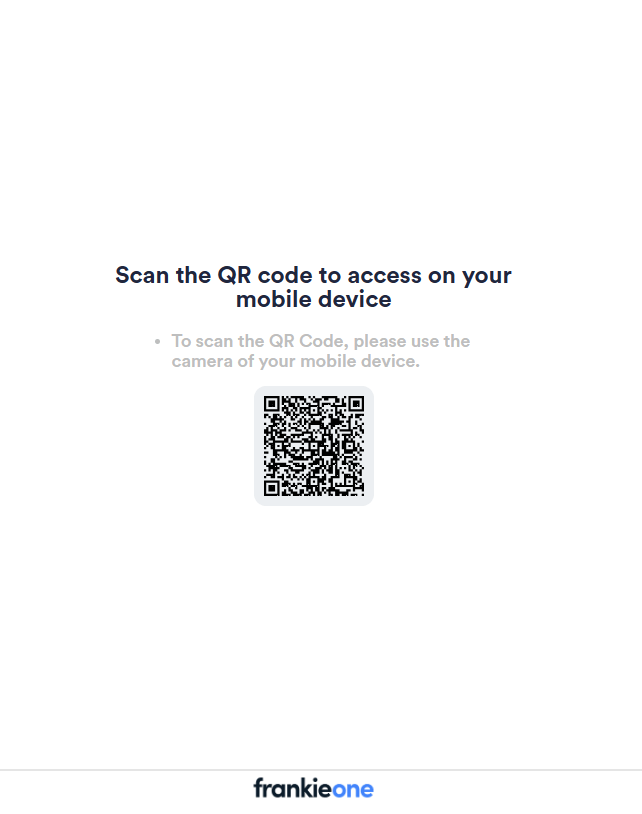 Scan the QR code to access on your
mobile device
• To scan the QR Code, please use the
camera of your mobile device.
frankieone